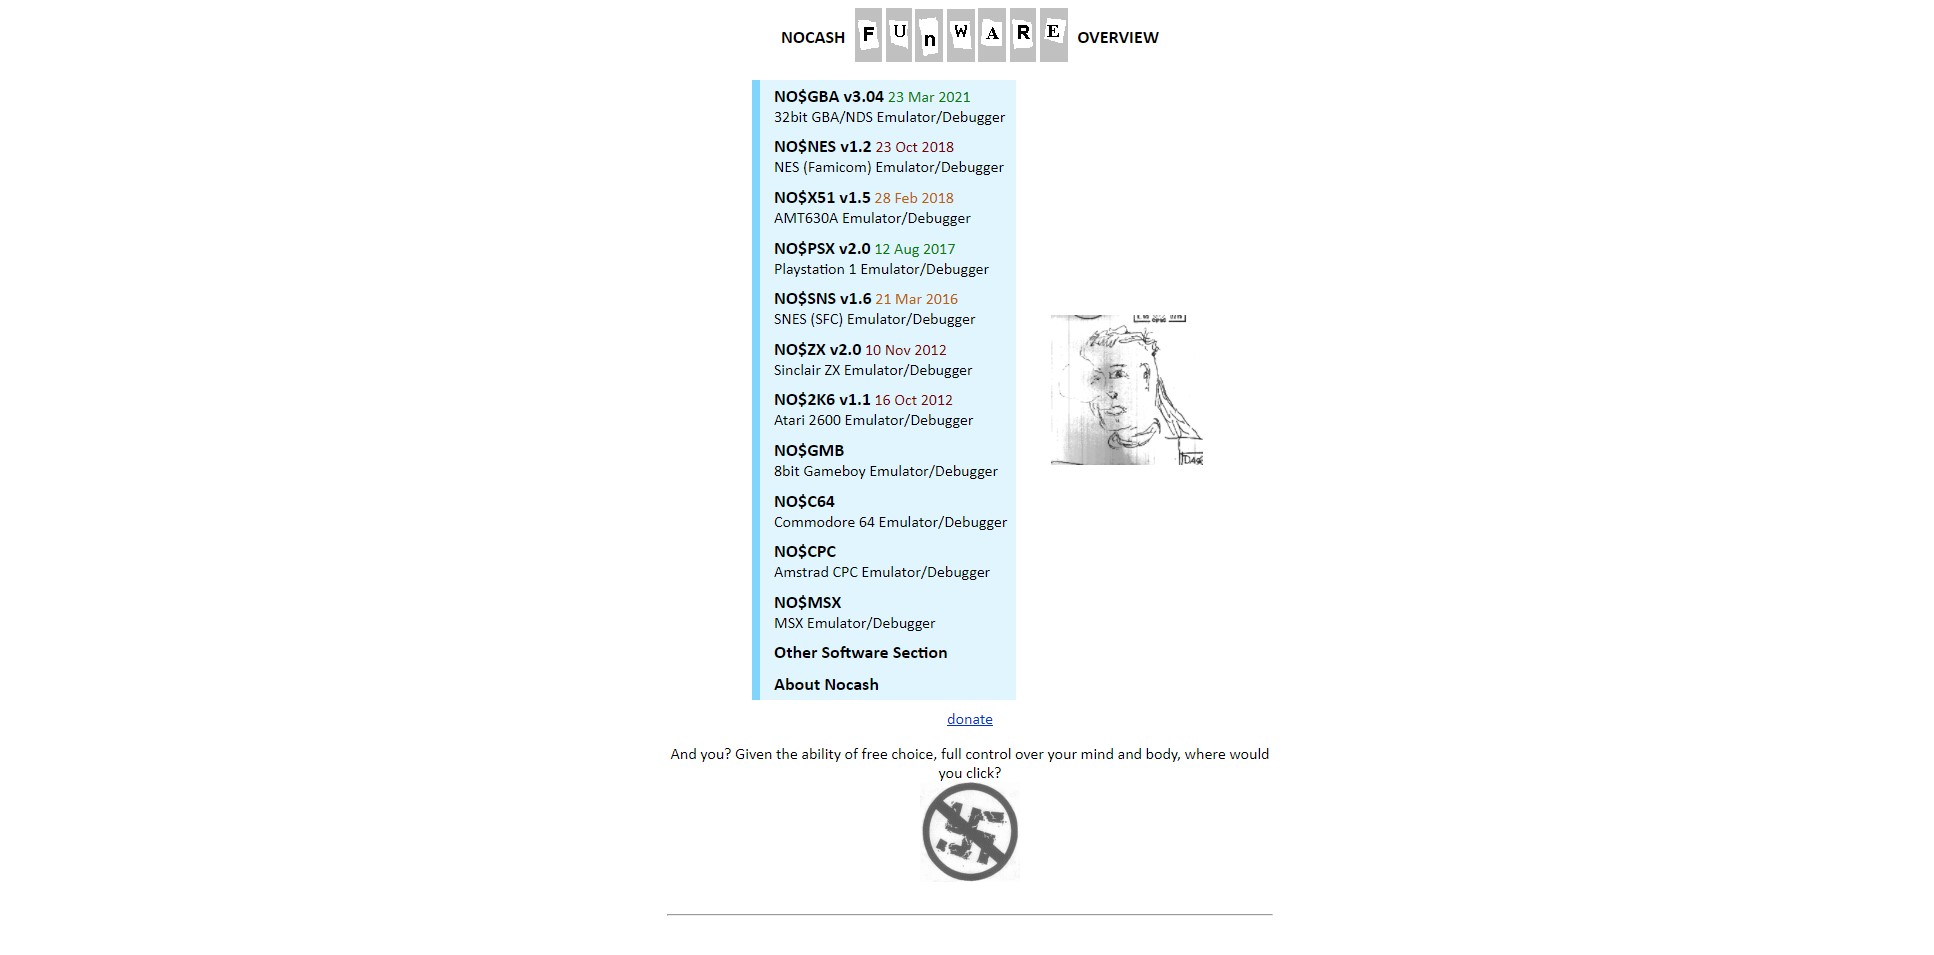 NOCASH FUnWARE OVERVIEW
NO$GBA v3.04 23 Mar 2021
32bit GBA/NDS Emulator/Debugger
NO$NES v1.2 23 Oct 2018
NES (Famicom) Emulator/Debugger
NO$X51 v1.5 28 Feb 2018
AMT630A Emulator/Debugger
NO$PSX v2.0 12 Aug 2017
Playstation 1 Emulator/Debugger
NO$SNS v1.6 21 Mar 2016
SNES (SFC) Emulator/Debugger
NO$ZX v2.0 10 Nov 2012
Sinclair ZX Emulator/Debugger
NO$2K6 v1.1 16 Oct 2012
Atari 2600 Emulator/Debugger
NO$GMB
8bit Gameboy Emulator/Debugger
NO$C64
Commodore 64 Emulator/Debugger
NO$CPC
Amstrad CPC Emulator/Debugger
NO$MSX
MSX Emulator/Debugger
Other Software Section
About Nocash
donate
And you? Given the ability of free choice, full control over your mind and body, where would
you click?